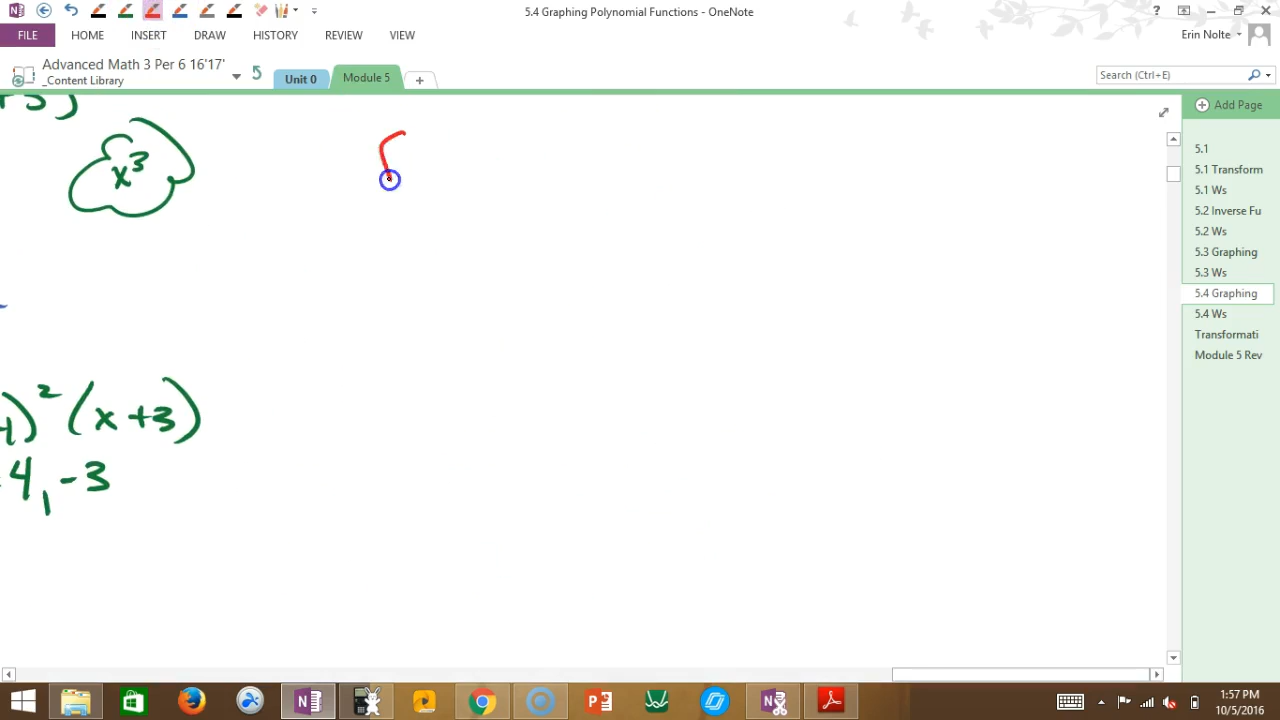 5.4 Graphing Polynomial Functions - OneNote
FILE HOME INSERT DRAW HISTORY REVIEW VIEW
Erin Nolte
Advanced Math 3 Per 6 16'17'
_Content Library
Unit 0
Module 5
Search (Ctrl+E)
Add Page
5.1
5.1 Transform
5.1 Ws
5.2 Inverse Fu
5.2 Ws
5.3 Graphing
5.3 Ws
5.4 Graphing
5.4 Ws
Transformati
Module 5 Rev
+3)
x³
4)² (x+3)
4, -3
1:57 PM
10/5/2016